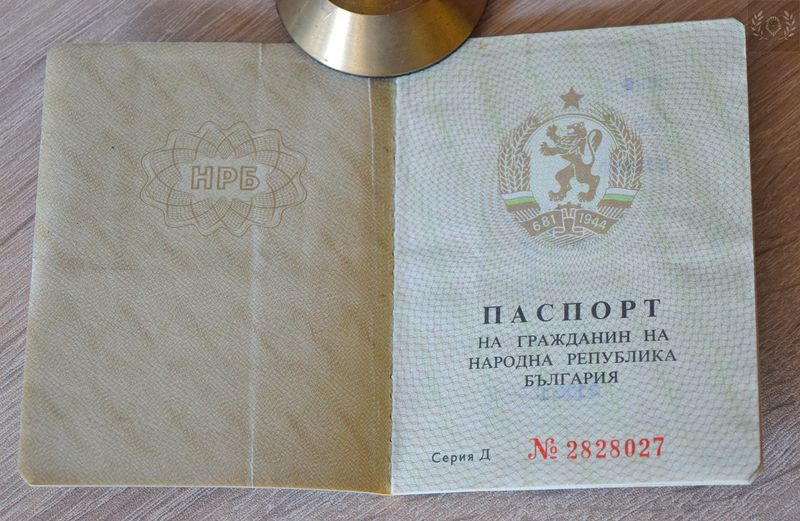 НРБ
681 1944
ПАСПОРТ
НА ГРАЖДАНИН НА
НАРОДНА РЕПУБЛИКА
БЪЛГАРИЯ
Серия Д № 2828027